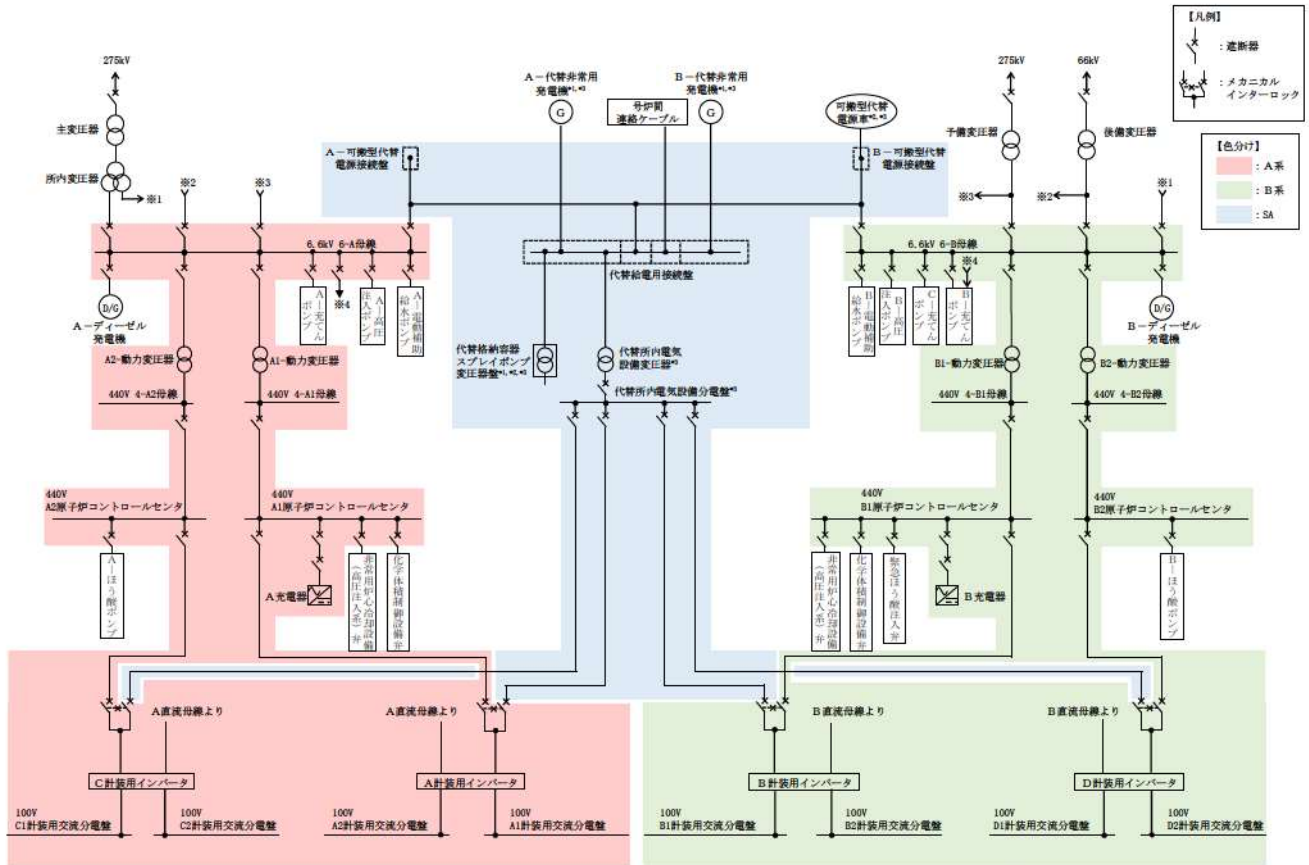 【凡例】
：遮断器
：メカニカル
インターロック
【色分け】
：A系
：B系
：SA
275kV
主変圧器
所内変圧器
※1
※2
※3
A－代替非常用
発電機*1,*3
G
号炉間
連絡ケーブル
B－代替非常用
発電機*1,*3
G
可搬型代替
電源車*2,*3
A－可搬型代替
電源接続盤
B－可搬型代替
電源接続盤
275kV
66kV
予備変圧器
後備変圧器
※3
※2
※1
6.6kV 6-A母線
D/G
A－ディーゼル
発電機
A－充てん
ポンプ
※4
A－高圧
注入ポンプ
A－電動補助
給水ポンプ
代替給電用接続盤
代替格納容器
スプレイポンプ
変圧器盤*1,*2,*3
代替所内電気
設備変圧器*3
代替所内電気設備分電盤*3
6.6kV 6-B母線
B－電動補助
給水ポンプ
B－高圧
注入ポンプ
C－充てん
ポンプ
※4
B－充てん
ポンプ
D/G
B－ディーゼル
発電機
A2-動力変圧器
A1-動力変圧器
440V 4-A2母線
440V 4-A1母線
B1-動力変圧器
B2-動力変圧器
440V 4-B1母線
440V 4-B2母線
440V
A2原子炉コントロールセンタ
440V
A1原子炉コントロールセンタ
440V
B1原子炉コントロールセンタ
440V
B2原子炉コントロールセンタ
A－ほう酸ポンプ
A充電器
非常用炉心冷却設備
（高圧注入系）弁
化学体積制御設備弁
非常用炉心冷却設備
（高圧注入系）弁
化学体積制御設備弁
緊急ほう酸注入弁
B充電器
B－ほう酸ポンプ
A直流母線より
A直流母線より
B直流母線より
B直流母線より
C計装用インバータ
A計装用インバータ
B計装用インバータ
D計装用インバータ
100V
C1計装用交流分電盤
100V
C2計装用交流分電盤
100V
A2計装用交流分電盤
100V
A1計装用交流分電盤
100V
B1計装用交流分電盤
100V
B2計装用交流分電盤
100V
D1計装用交流分電盤
100V
D2計装用交流分電盤